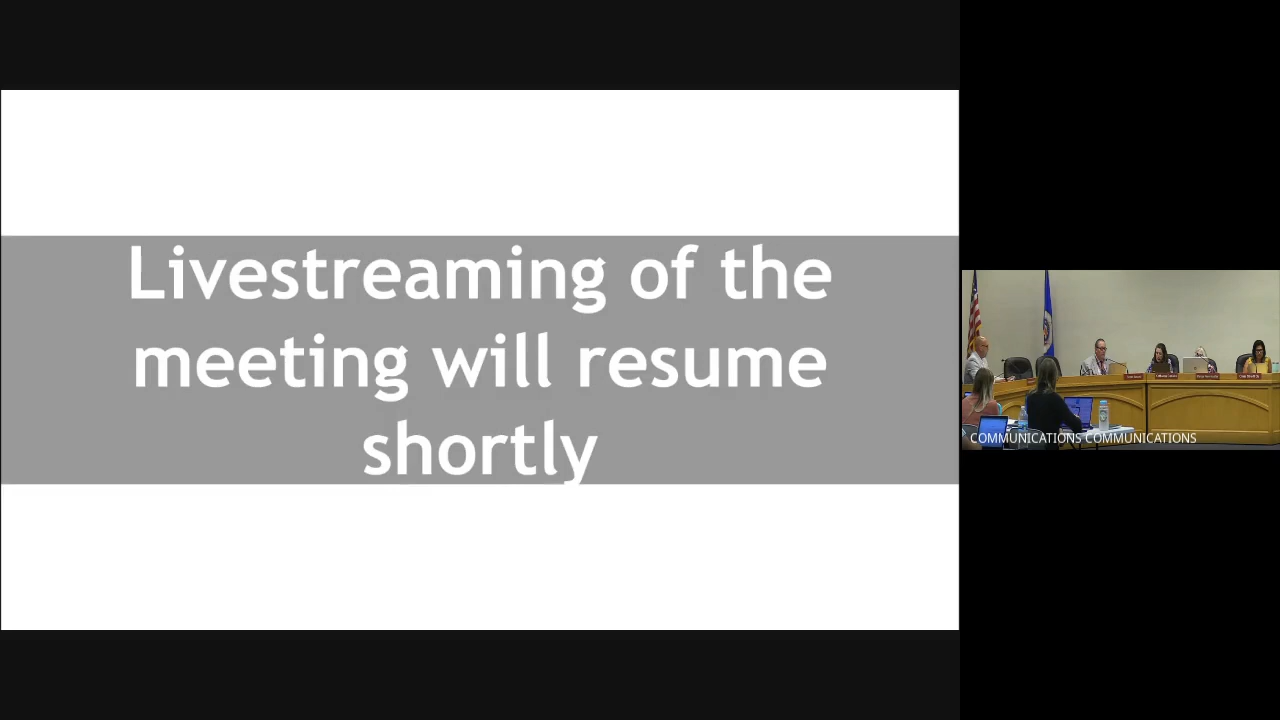 Livestreaming of the
meeting will resume
shortly
COMMUNICATIONS COMMUNICATIONS